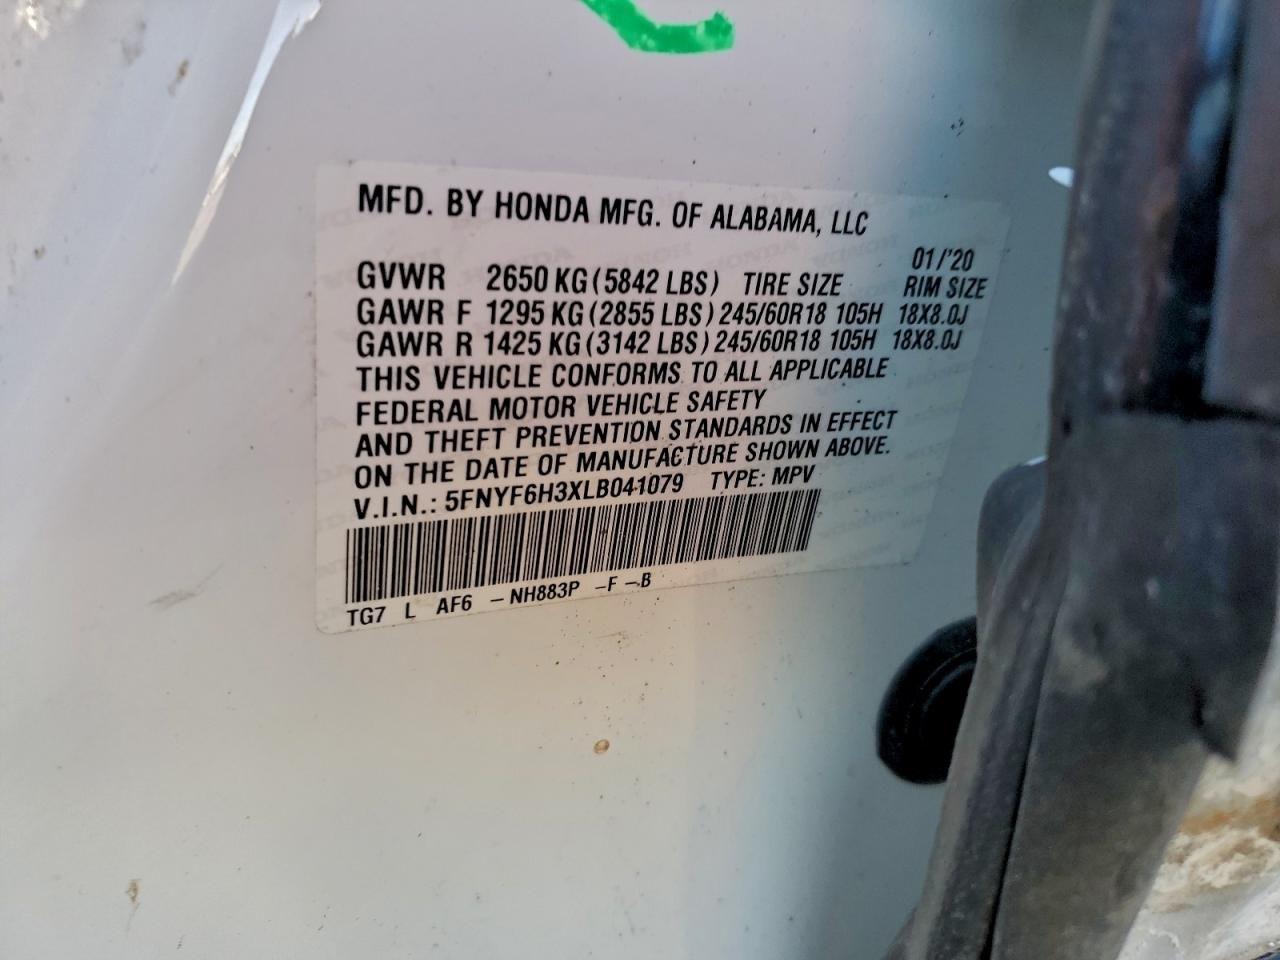 MFD. BY HONDA MFG. OF ALABAMA, LLC
01/'20
GVWR 2650 KG (5842 LBS) TIRE SIZE RIM SIZE
GAWR F 1295 KG (2855 LBS) 245/60R18 105H 18X8.0J
GAWR R 1425 KG (3142 LBS) 245/60R18 105H 18X8.0J
THIS VEHICLE CONFORMS TO ALL APPLICABLE
FEDERAL MOTOR VEHICLE SAFETY
AND THEFT PREVENTION STANDARDS IN EFFECT
ON THE DATE OF MANUFACTURE SHOWN ABOVE.
V.I.N.: 5FNYF6H3XLB041079 TYPE: MPV
TG7 L AF6 - NH883P -F -B